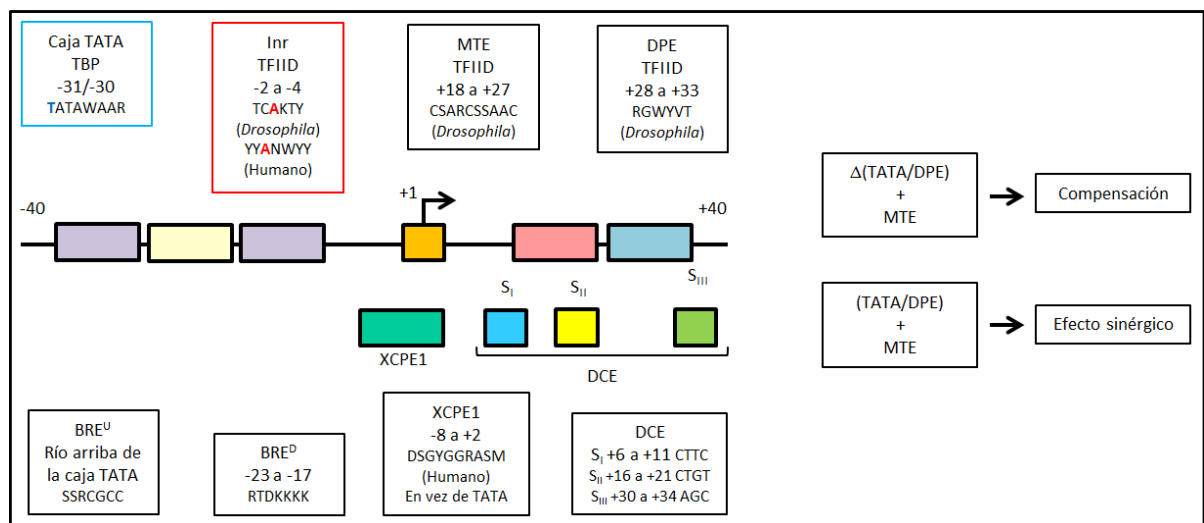 Caja TATA
TBP
-31/-30
TATAWAAR
Inr
TFIID
-2 a -4
TCAKTY
(Drosophila)
YYANWYY
(Humano)
MTE
TFIID
+18 a +27
CSARCSSAAC
(Drosophila)
DPE
TFIID
+28 a +33
RGWYVT
(Drosophila)
-40
+1
+40
Δ(TATA/DPE)
+
MTE
Compensación
(TATA/DPE)
+
MTE
Efecto sinérgico
SI
SII
SIII
XCPE1
DCE
BREU
Río arriba de
la caja TATA
SSRCGCC
BRED
-23 a -17
RTDKKKK
XCPE1
-8 a +2
DSGYGGRASM
(Humano)
En vez de TATA
DCE
SI +6 a +11 CTTC
SII +16 a +21 CTGT
SIII +30 a +34 AGC